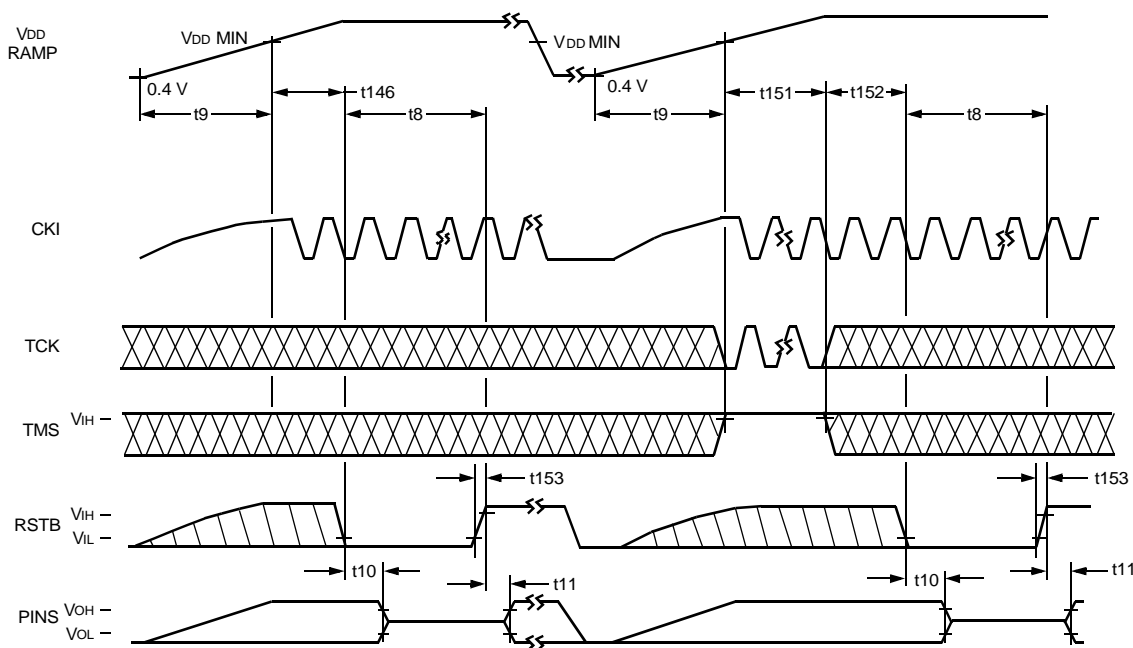 VDD
RAMP
VDD MIN
VDD MIN
0.4 V
0.4 V
t146
t151
t152
t9
t8
t9
t8
CKI
TCK
TMS
VIH
t153
t153
RSTB
VIH
VIL
t10
t11
t10
t11
PINS
VOH
VOL